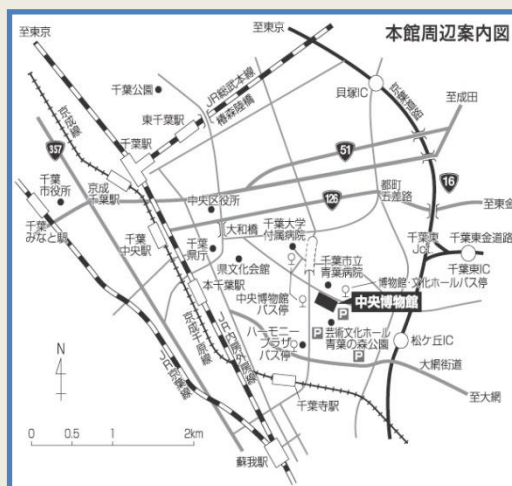 本館周辺案内図
至東京
至東京
千葉公園
JR総武本線
椿森陸橋
東千葉駅
貝塚IC
京葉道路
至成田
京成線
千葉駅
357
51
16
126
千葉
市役所
京成
千葉駅
中央区役所
都町
五差路
至東金
千葉
みなと駅
千葉
中央駅
大和橋
千葉大学
付属病院
千葉
県庁
県文化会館
千葉市立
青葉病院
千葉東
Jct.
千葉東金道路
千葉東IC
本千葉駅
博物館・文化ホールバス停
中央博物館
中央博物館
バス停
P
芸術文化ホール
青葉の森公園
P
P
ハーモニー
プラザ
バス停
松ケ丘IC
大網街道
至大網
京成千原線
JR内房外房線
JR京葉線
千葉寺駅
蘇我駅
N
0 0.5 1 2km